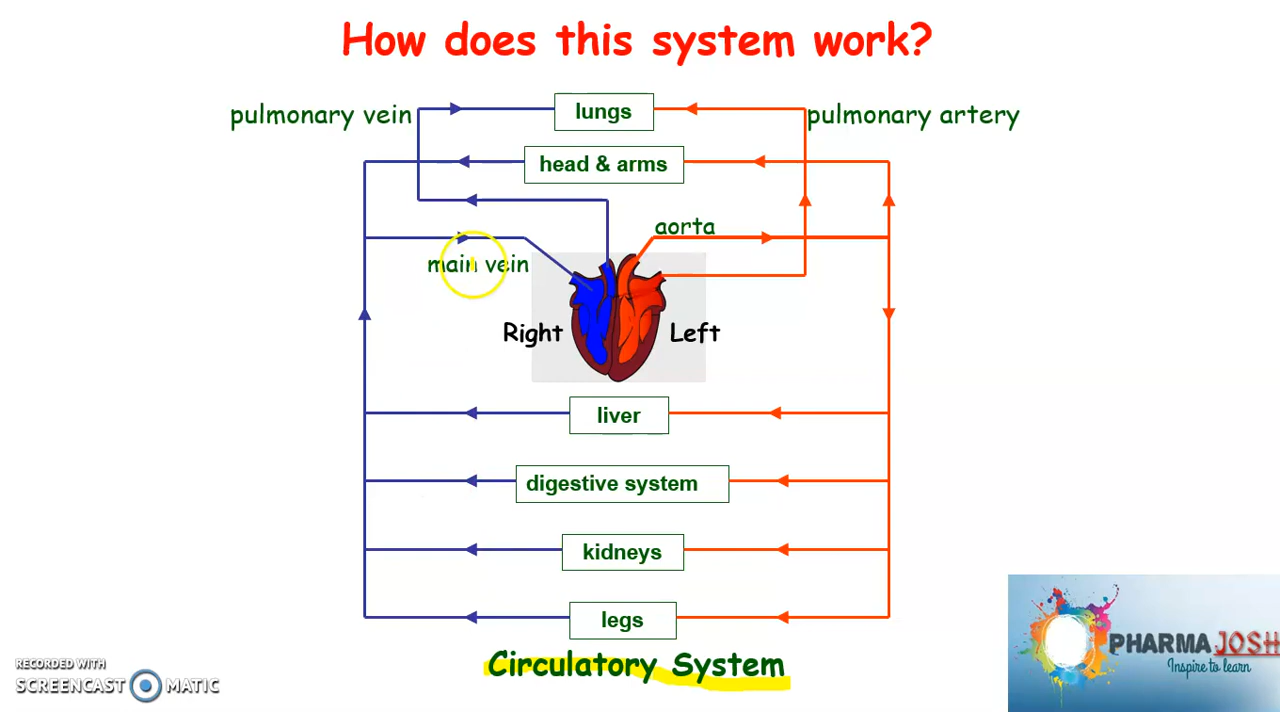 How does this system work?
pulmonary vein
lungs
pulmonary artery
head & arms
aorta
main vein
Right
Left
liver
digestive system
kidneys
legs
Circulatory System
RECORDED WITH
SCREENCAST MATIC
PHARMA JOSH
Inspire to learn